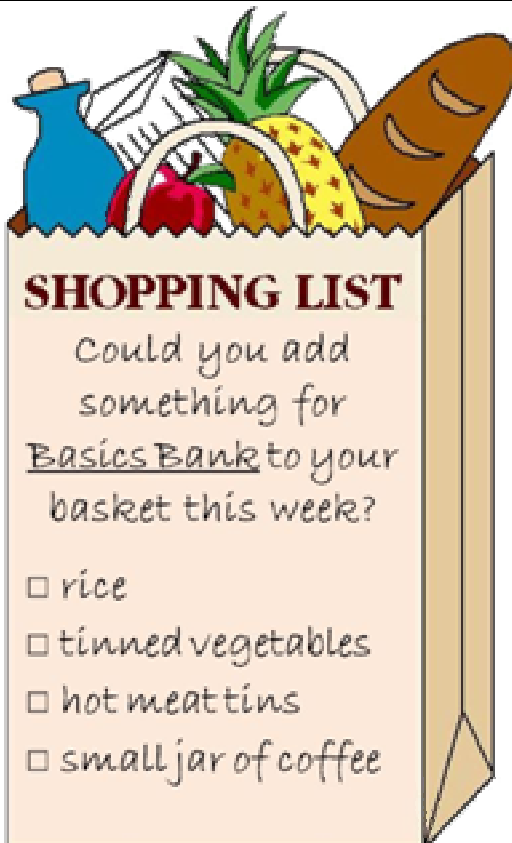 SHOPPING LIST
Could you add
something for
Basics Bank to your
basket this week?
□ rice
□ tinned vegetables
□ hot meat tins
□ small jar of coffee